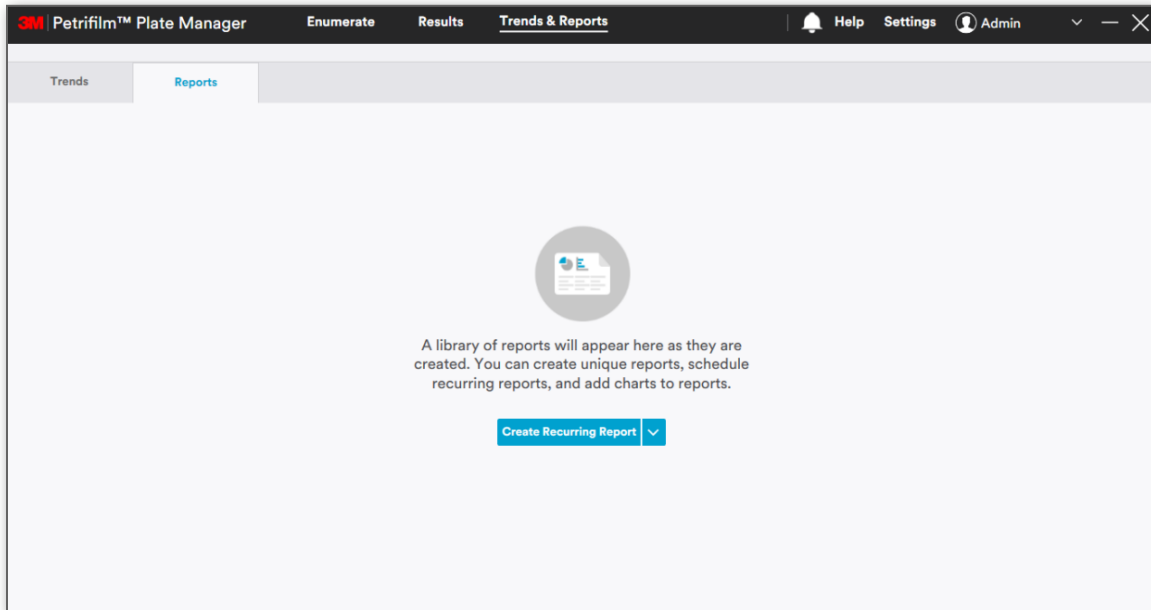 3M Petrifilm™ Plate Manager Enumerate Results Trends & Reports Help Settings Admin
Trends Reports
A library of reports will appear here as they are
created. You can create unique reports, schedule
recurring reports, and add charts to reports.
Create Recurring Report